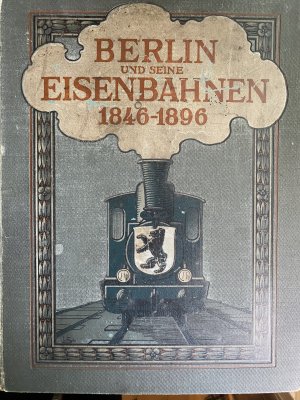 BERLIN
UND SEINE
EISENBAHNEN
1846-1896